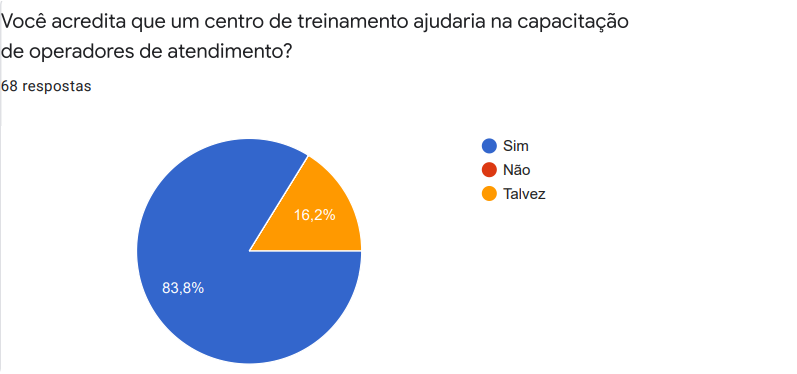 Você acredita que um centro de treinamento ajudaria na capacitação
de operadores de atendimento?
68 respostas
Sim
Não
Talvez
16,2%
83,8%